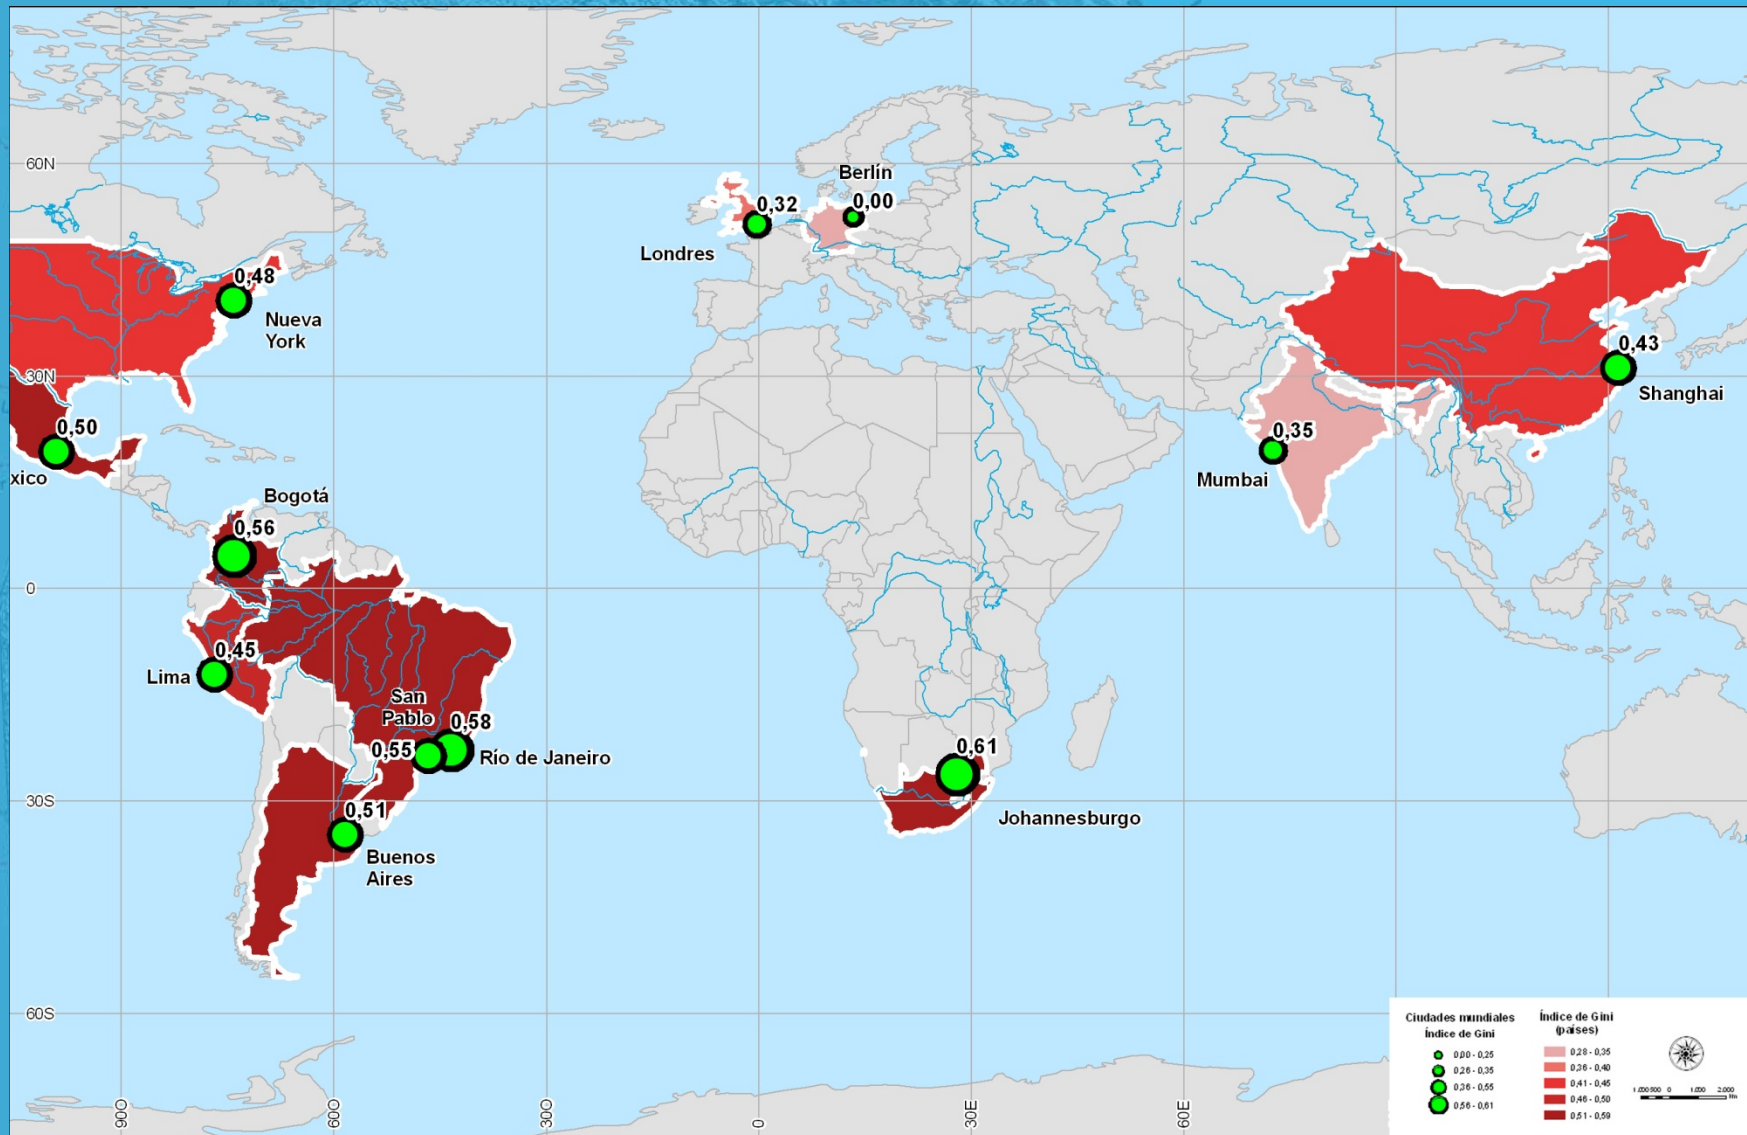 60N
Berlín
0,00
0,32
Londres
0,48
Nueva
York
30N
0,43
Shanghai
0,50
xico
0,35
Mumbai
Bogotá
0,56
0
0,45
Lima
San
Pablo
0,58
0,55
Río de Janeiro
0,61
30S
Johannesburgo
0,51
Buenos
Aires
60S
90O
60O
30O
0
30E
60E
Ciudades mundiales
Índice de Gini
0,00 - 0,25
0,26 - 0,35
0,36 - 0,55
0,56 - 0,61
Índice de Gini
(países)
0,28 - 0,35
0,36 - 0,40
0,41 - 0,45
0,46 - 0,50
0,51 - 0,59
0 1.000 2.000